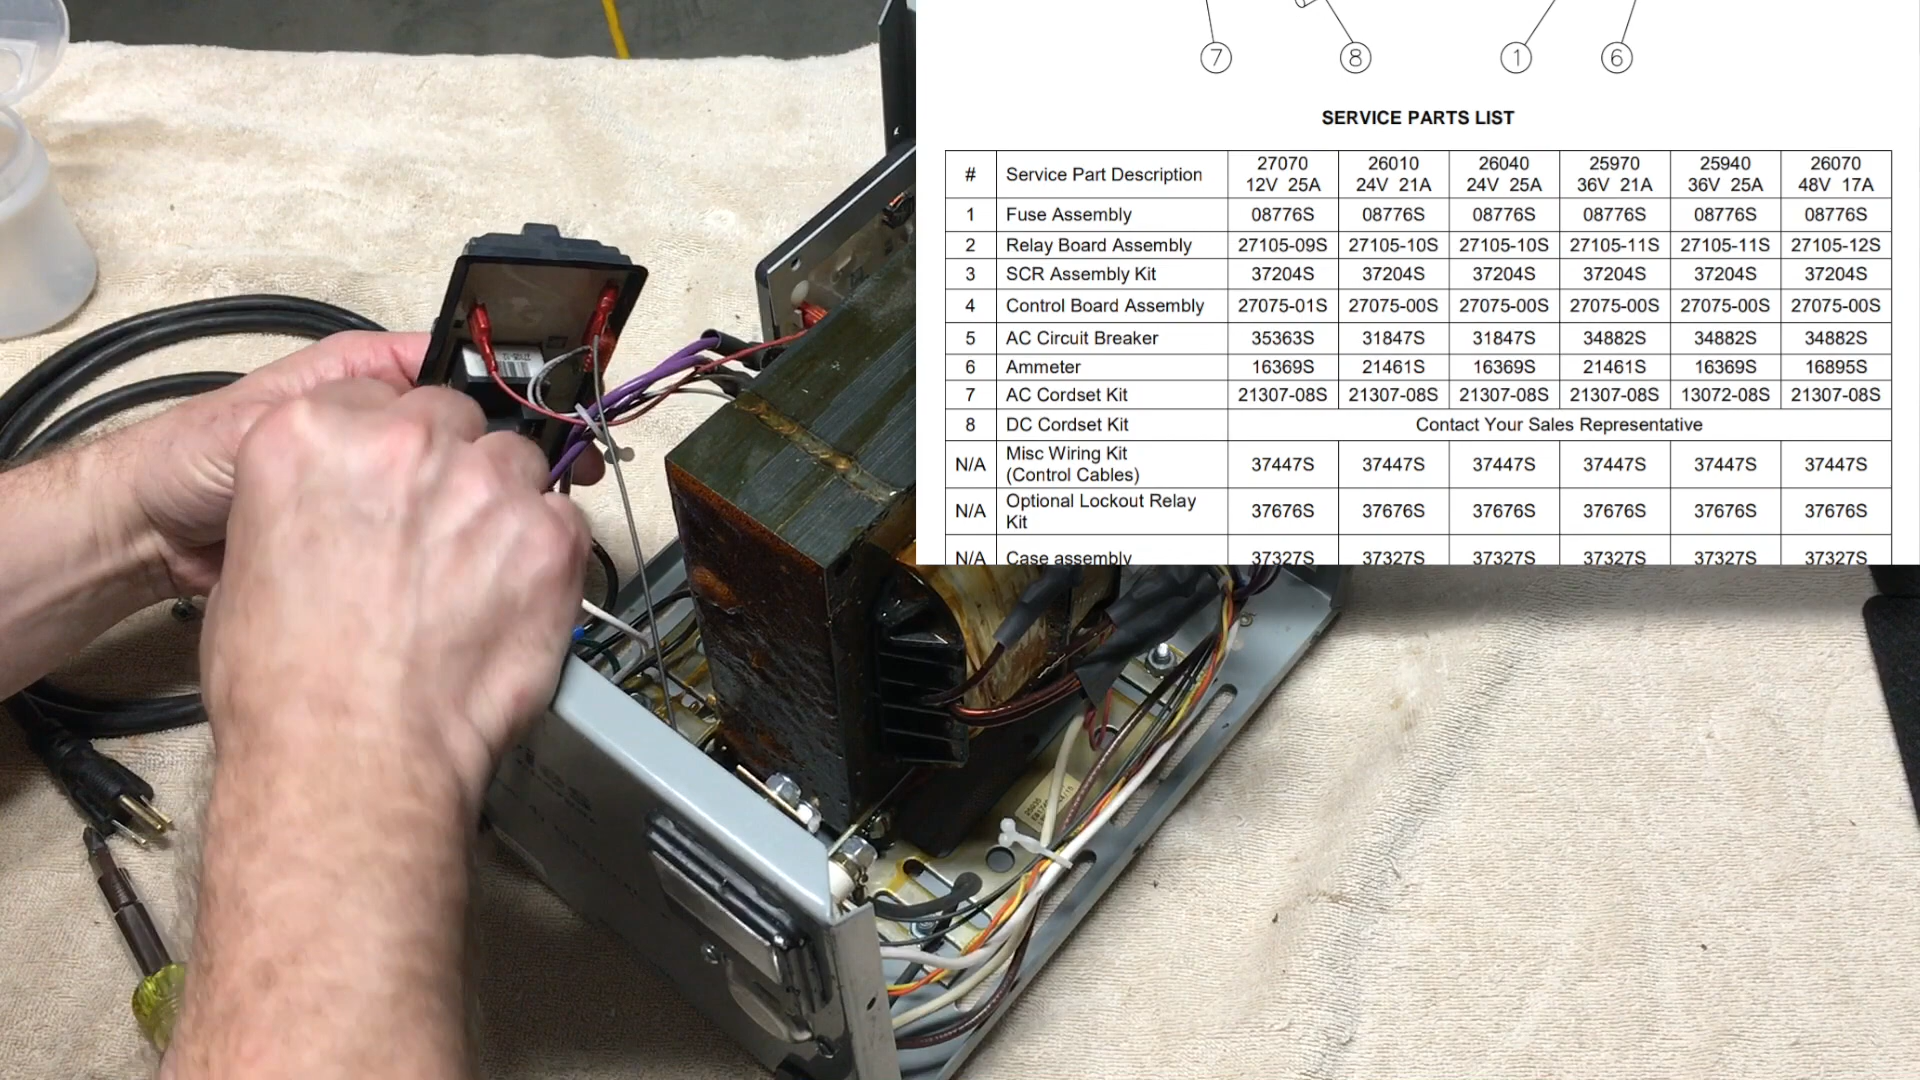 7 8 1 6
SERVICE PARTS LIST
# Service Part Description 27070 12V 25A 26010 24V 21A 26040 24V 25A 25970 36V 21A 25940 36V 25A 26070 48V 17A
1 Fuse Assembly 08776S 08776S 08776S 08776S 08776S 08776S
2 Relay Board Assembly 27105-09S 27105-10S 27105-10S 27105-11S 27105-11S 27105-12S
3 SCR Assembly Kit 37204S 37204S 37204S 37204S 37204S 37204S
4 Control Board Assembly 27075-01S 27075-00S 27075-00S 27075-00S 27075-00S 27075-00S
5 AC Circuit Breaker 35363S 31847S 31847S 34882S 34882S 34882S
6 Ammeter 16369S 21461S 16369S 21461S 16369S 16895S
7 AC Cordset Kit 21307-08S 21307-08S 21307-08S 21307-08S 13072-08S 21307-08S
8 DC Cordset Kit Contact Your Sales Representative
N/A Misc Wiring Kit (Control Cables) 37447S 37447S 37447S 37447S 37447S 37447S
N/A Optional Lockout Relay Kit 37676S 37676S 37676S 37676S 37676S 37676S
N/A Case assembly 37327S 37327S 37327S 37327S 37327S 37327S
27105-12